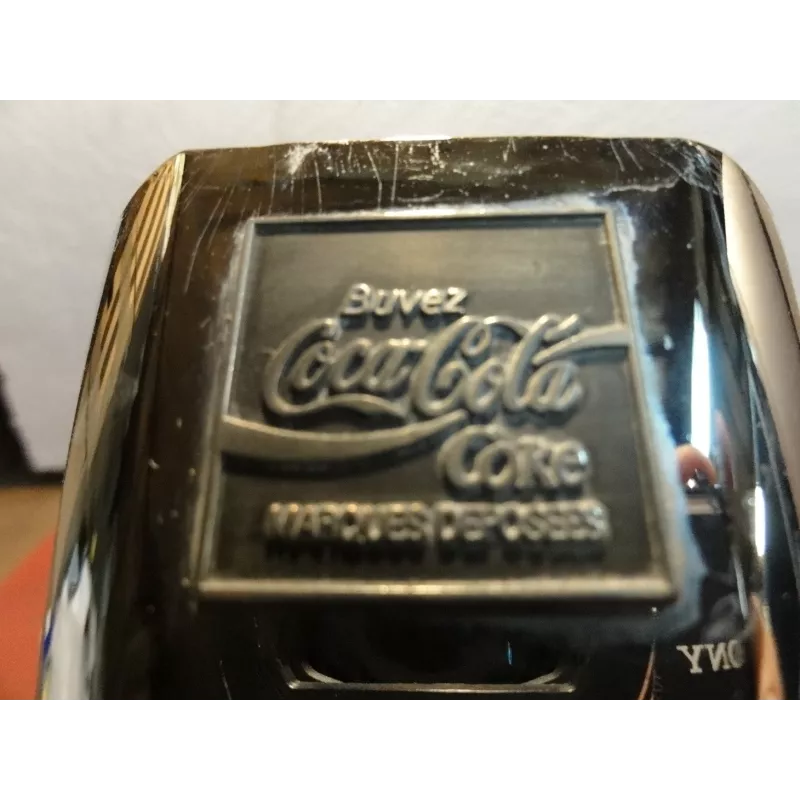 Buvez
Coca-Cola
Coke
MARQUES DEPOSEES